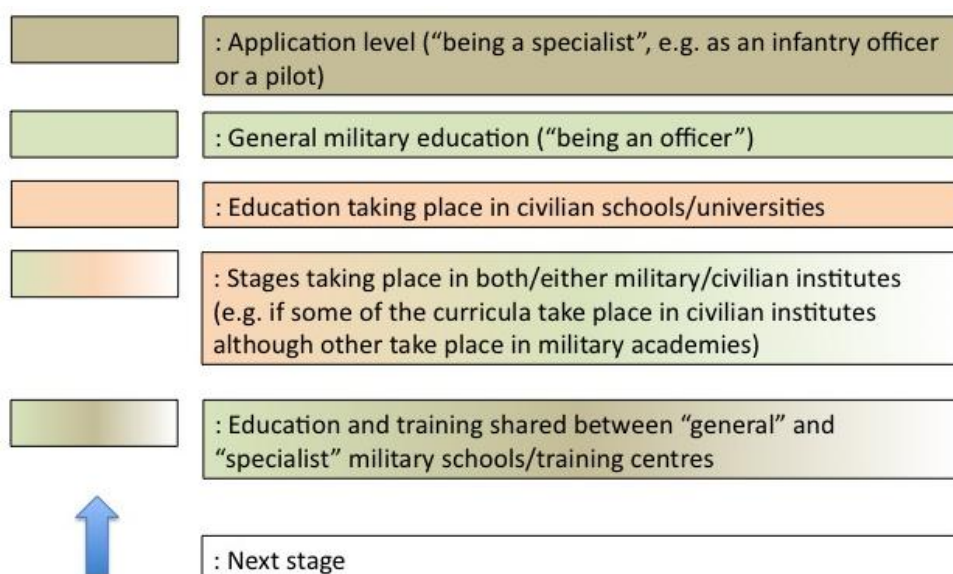 : Application level (“being a specialist”, e.g. as an infantry officer
or a pilot)
: General military education (“being an officer”)
: Education taking place in civilian schools/universities
: Stages taking place in both/either military/civilian institutes
(e.g. if some of the curricula take place in civilian institutes
although other take place in military academies)
: Education and training shared between “general” and
“specialist” military schools/training centres
: Next stage